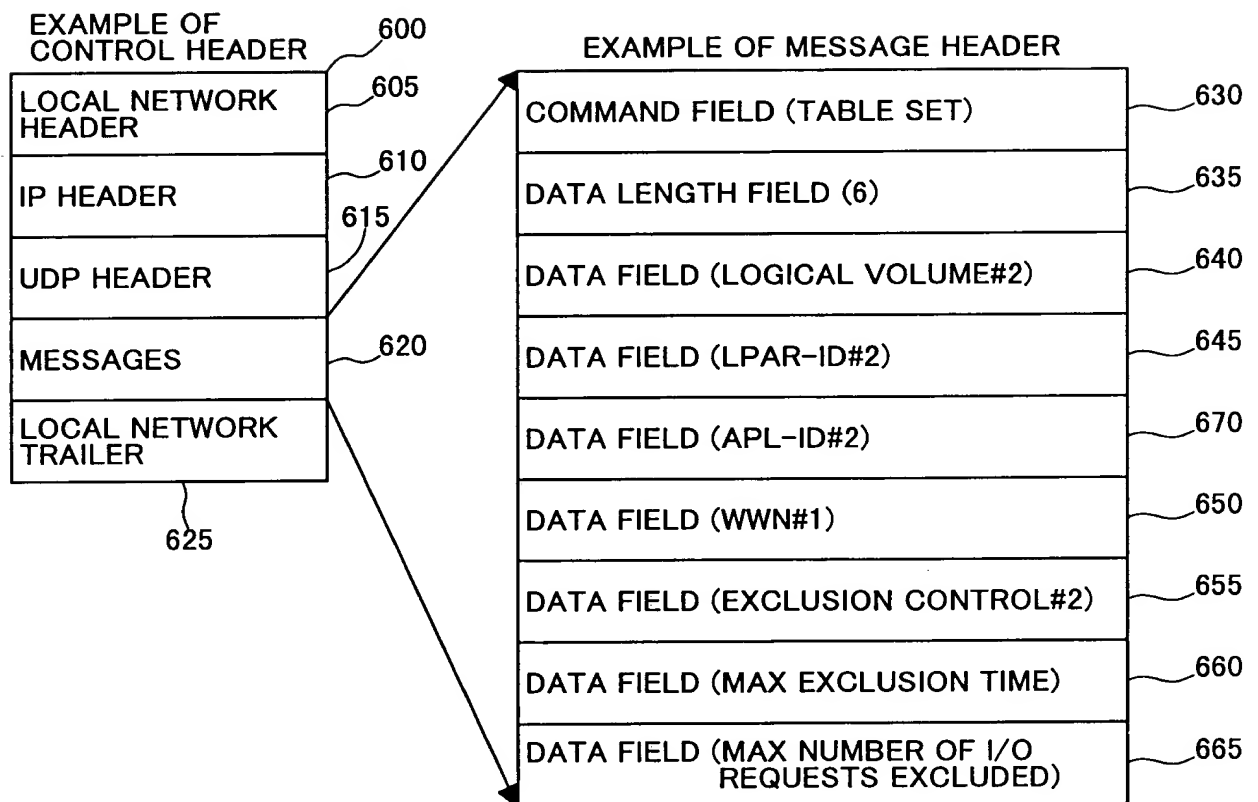 EXAMPLE OF
CONTROL HEADER
600
LOCAL NETWORK
HEADER
605
IP HEADER
610
UDP HEADER
615
MESSAGES
620
LOCAL NETWORK
TRAILER
625
EXAMPLE OF MESSAGE HEADER
COMMAND FIELD (TABLE SET)
630
DATA LENGTH FIELD (6)
635
DATA FIELD (LOGICAL VOLUME#2)
640
DATA FIELD (LPAR-ID#2)
645
DATA FIELD (APL-ID#2)
670
DATA FIELD (WWN#1)
650
DATA FIELD (EXCLUSION CONTROL#2)
655
DATA FIELD (MAX EXCLUSION TIME)
660
DATA FIELD (MAX NUMBER OF I/O
REQUESTS EXCLUDED)
665